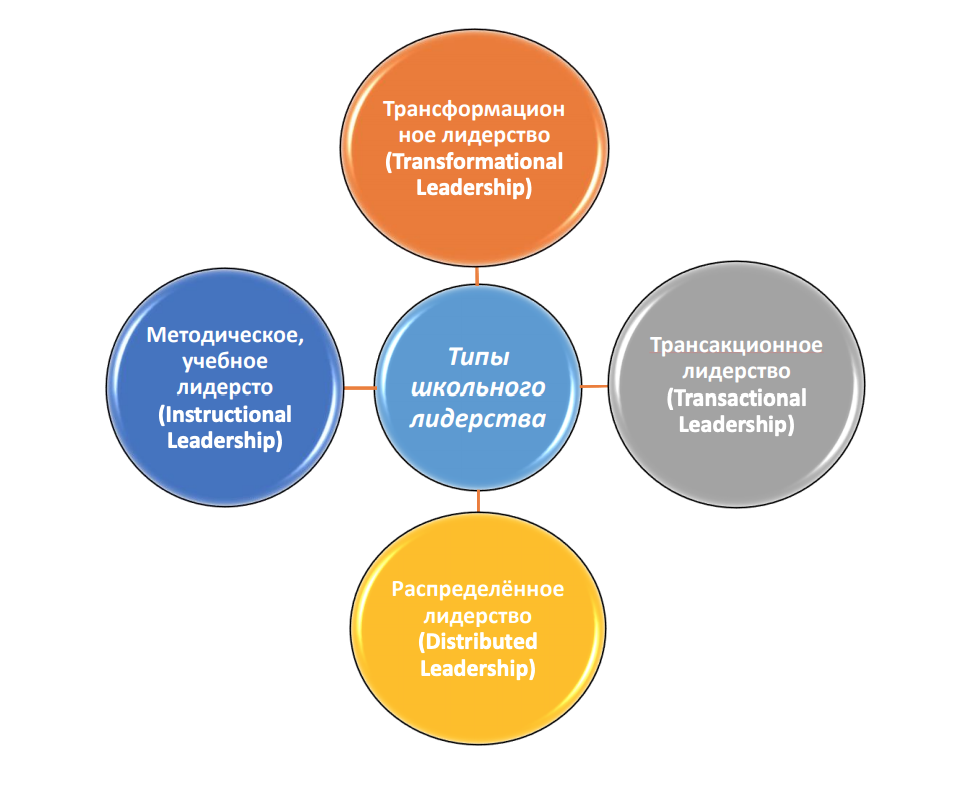 Трансформацион
ное лидерство
(Transformational
Leadership)
Методическое,
учебное
лидерсто
(Instructional
Leadership)
Типы
школьного
лидерства
Трансакционное
лидерство
(Transactional
Leadership)
Распределённое
лидерство
(Distributed
Leadership)